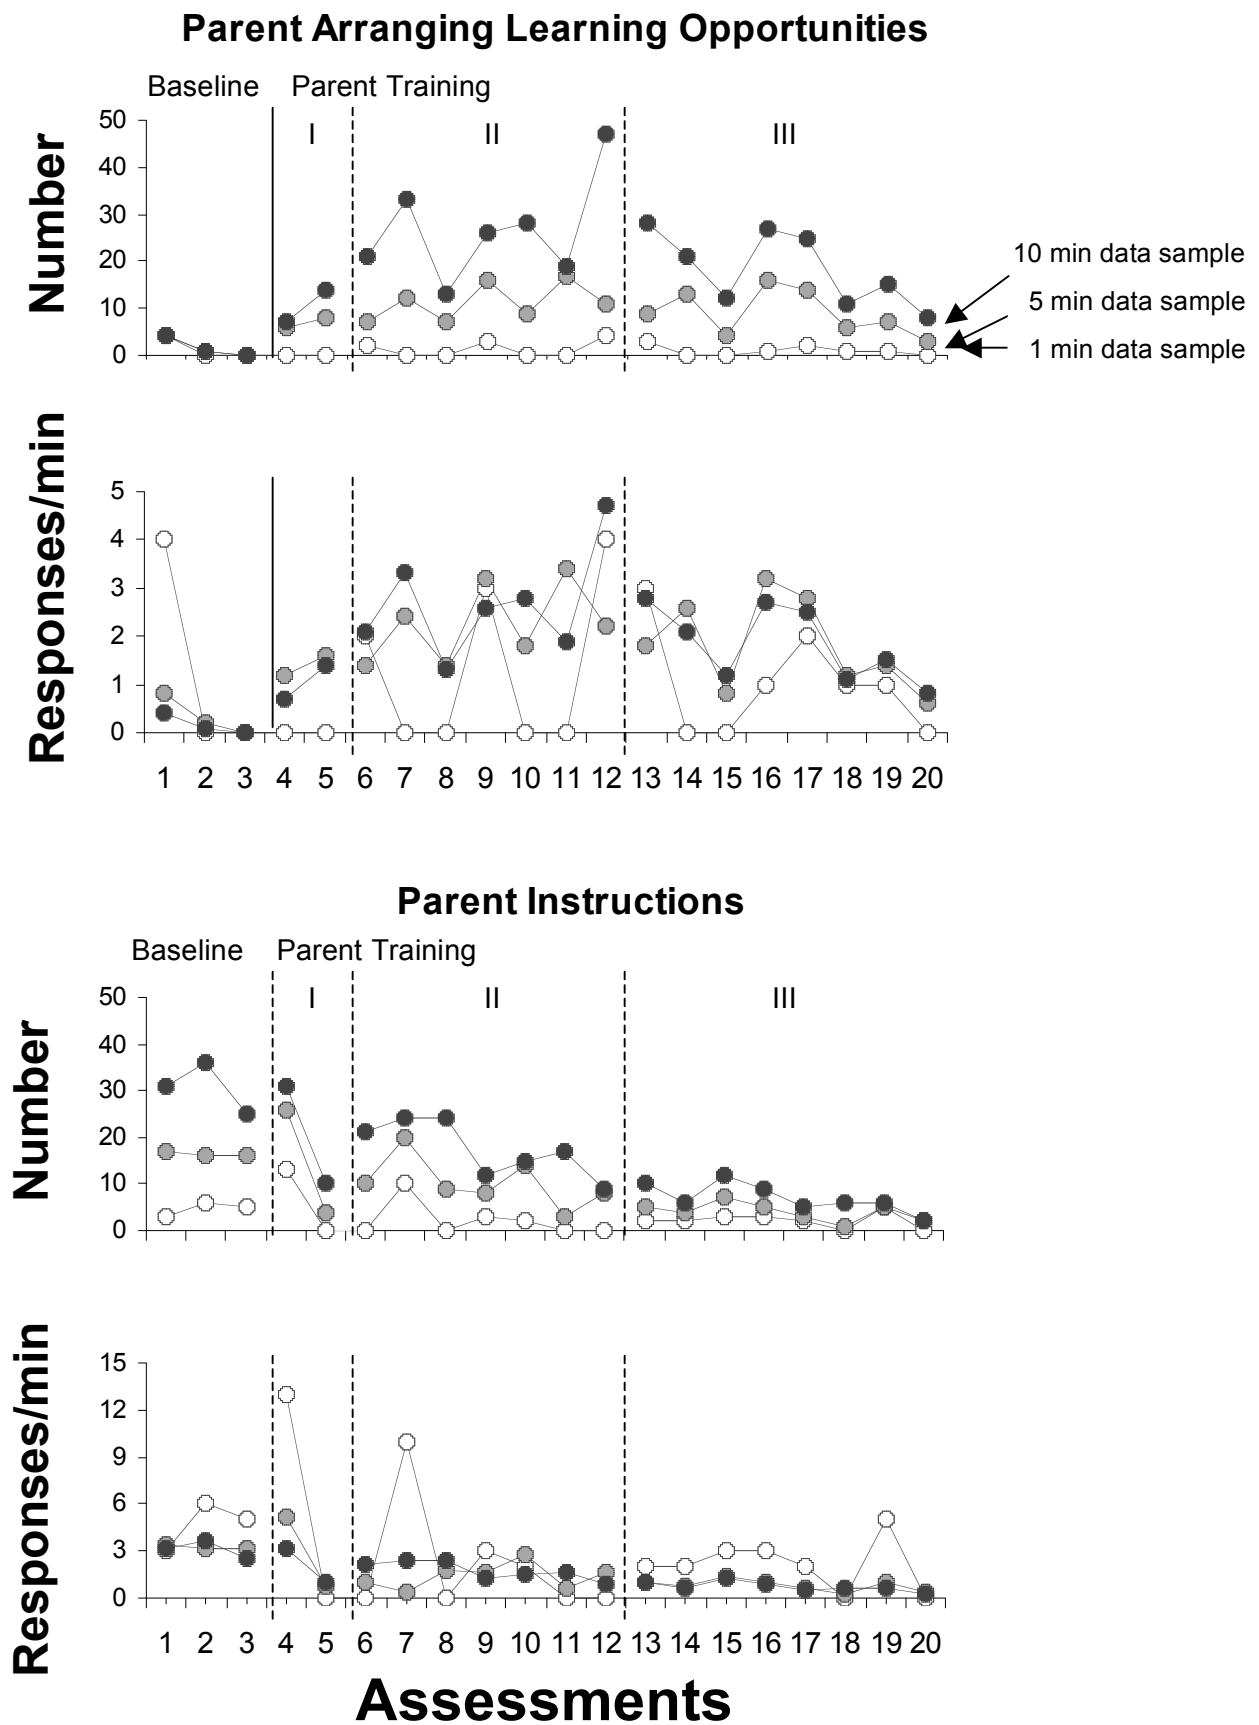 Parent Arranging Learning Opportunities
Baseline Parent Training
I II III
Number
50
40
30
20
10
0
10 min data sample
5 min data sample
1 min data sample
Responses/min
5
4
3
2
1
0
1 2 3 4 5 6 7 8 9 10 11 12 13 14 15 16 17 18 19 20
Parent Instructions
Baseline Parent Training
I II III
Number
50
40
30
20
10
0
Responses/min
15
12
9
6
3
0
1 2 3 4 5 6 7 8 9 10 11 12 13 14 15 16 17 18 19 20
Assessments